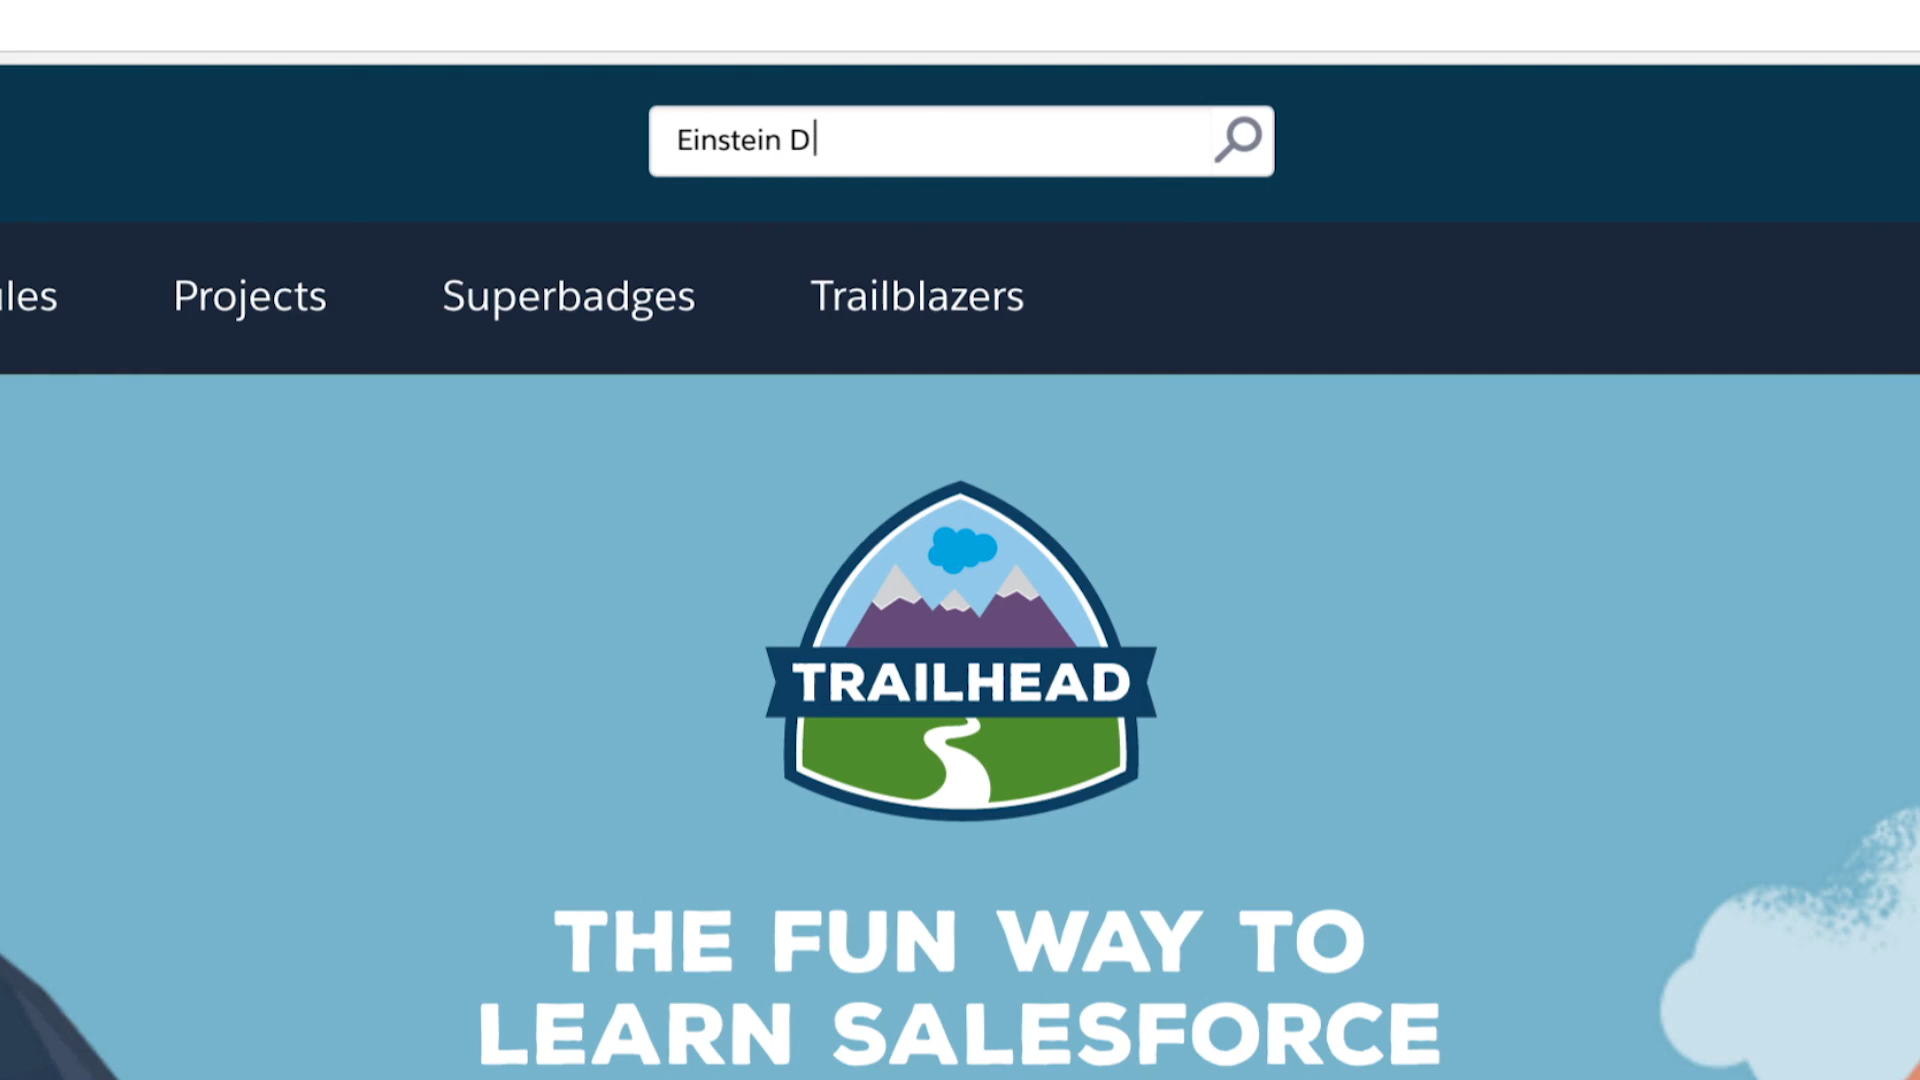 Einstein D
les Projects Superbadges Trailblazers
TRAILHEAD
THE FUN WAY TO
LEARN SALESFORCE